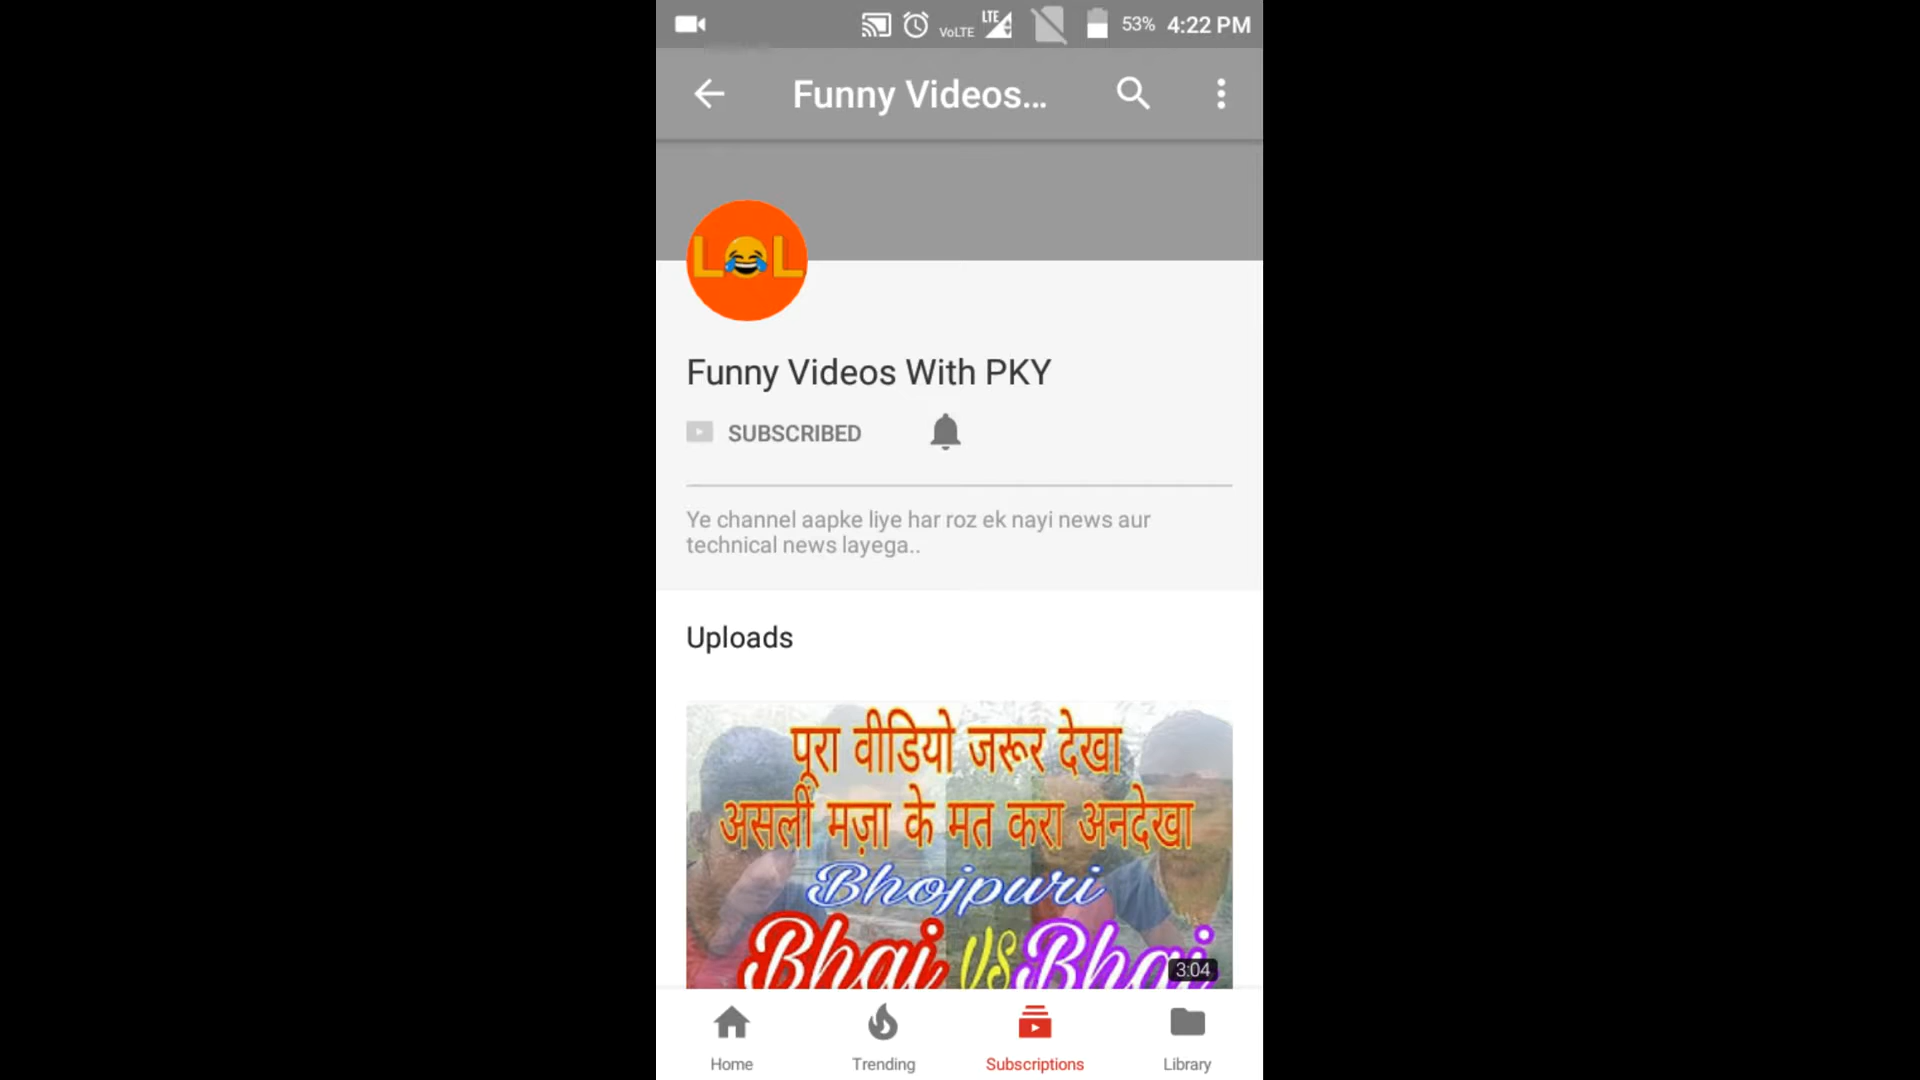 VoLTE LTE 53% 4:22 PM
Funny Videos...
LOL
Funny Videos With PKY
SUBSCRIBED
Ye channel aapke liye har roz ek nayi news aur
technical news layega..
Uploads
पूरा वीडियो जरूर देखा
असली मज़ा के मत करा अनदेखा
Bhojpuri
Bhai VS Bhai
3:04
Home Trending Subscriptions Library